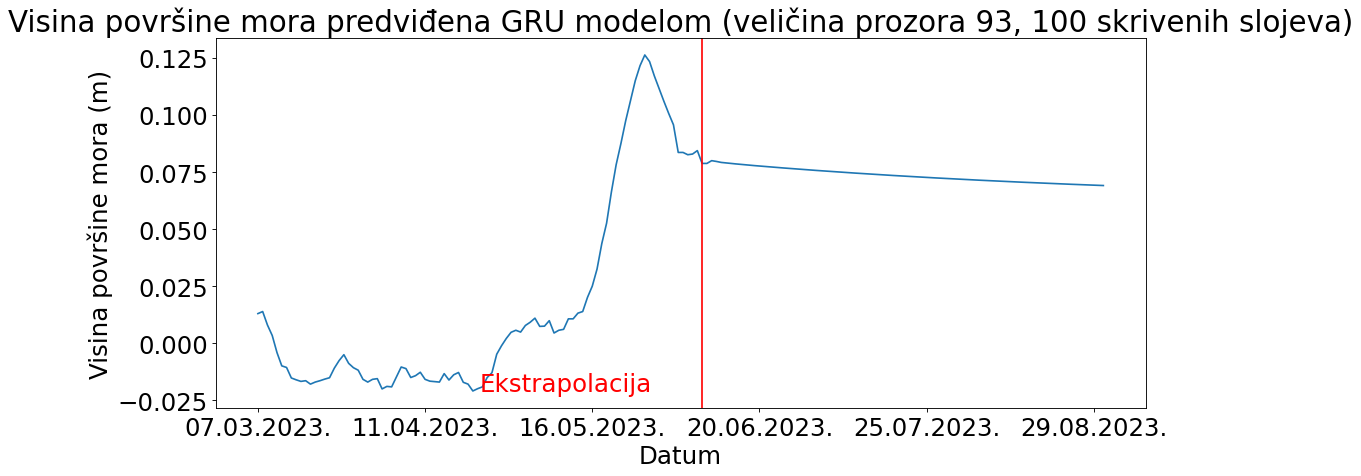 Visina površine mora predviđena GRU modelom (veličina prozora 93, 100 skrivenih slojeva)
Visina površine mora (m)
0.125
0.100
0.075
0.050
0.025
0.000
−0.025
Ekstrapolacija
07.03.2023. 11.04.2023. 16.05.2023. 20.06.2023. 25.07.2023. 29.08.2023.
Datum